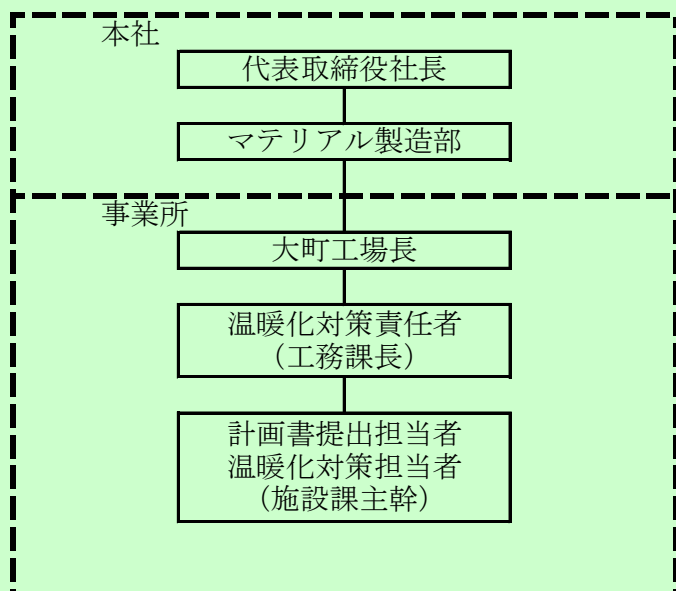 本社
代表取締役社長
マテリアル製造部
事業所
大町工場長
温暖化対策責任者
（工務課長）
計画書提出担当者
温暖化対策担当者
（施設課主幹）